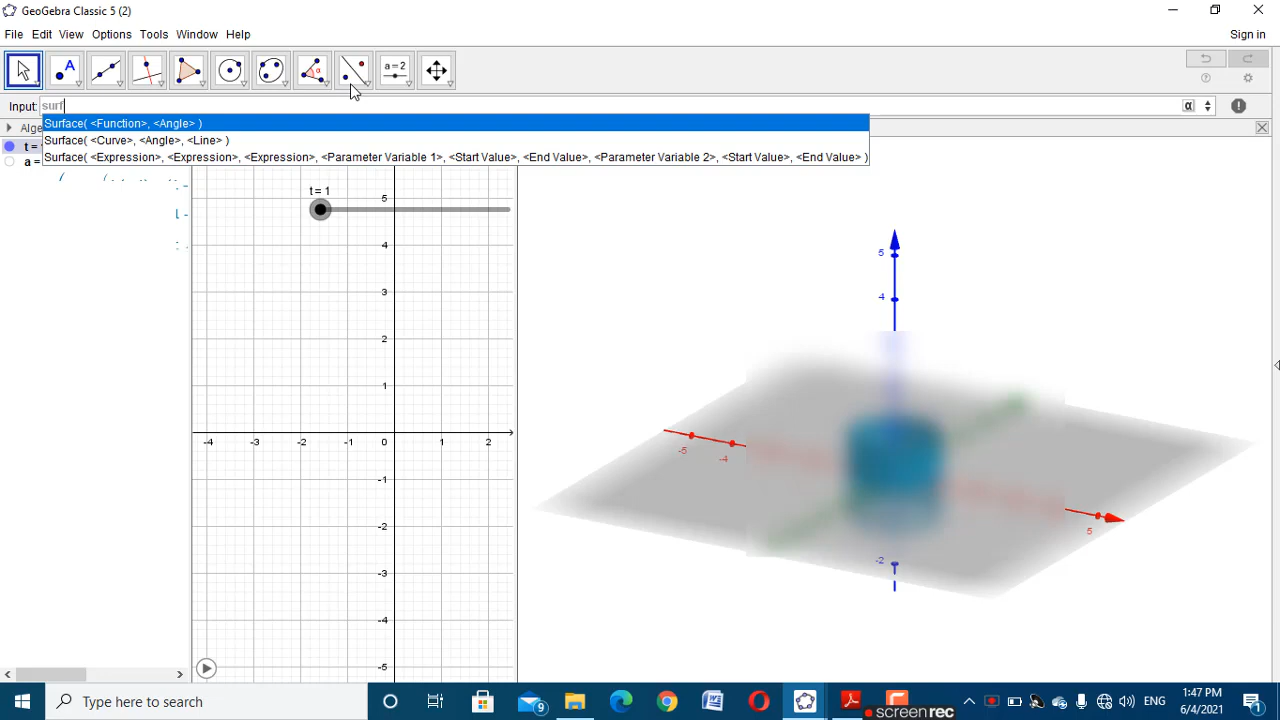 GeoGebra Classic 5 (2)
File Edit View Options Tools Window Help
Sign in
A
α
a = 2
Input: surf
α
Surface( <Function>, <Angle> )
Surface( <Curve>, <Angle>, <Line> )
Surface( <Expression>, <Expression>, <Expression>, <Parameter Variable 1>, <Start Value>, <End Value>, <Parameter Variable 2>, <Start Value>, <End Value> )
Alge
t =
a =
t = 1
5
4
3
2
1
-4 -3 -2 -1 0 1 2
-1
-2
-3
-4
-5
5
4
-5 -4
5
-2
Type here to search
9
W
ENG
1:47 PM
6/4/2021
1
screenrec